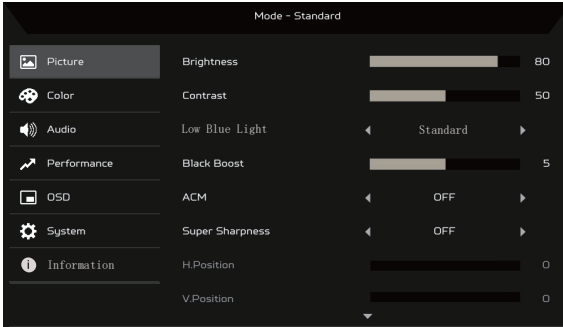 Mode - Standard
Picture
Brightness 80
Color
Contrast 50
Audio
Low Blue Light Standard
Performance
Black Boost 5
OSD
ACM OFF
System
Super Sharpness OFF
Information
H.Position 0
V.Position 0